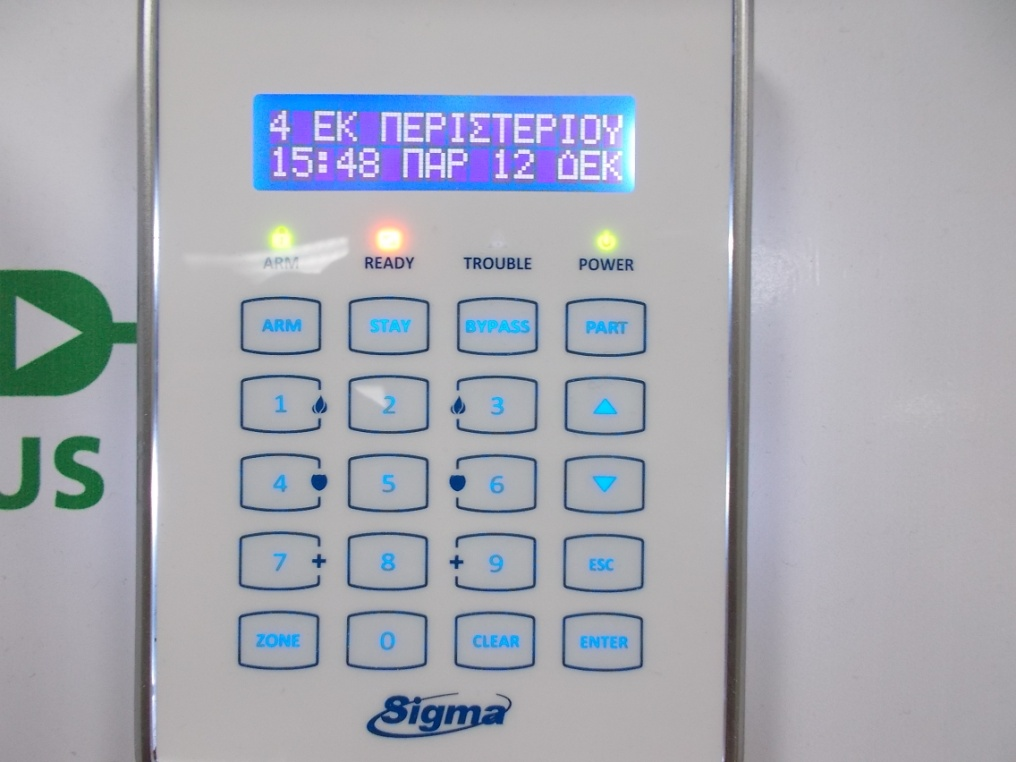 4 ΕΚ ΠΕΡΙΣΤΕΡΙΟΥ
15:48 ΠΑΡ 12 ΔΕΚ
ARM READY TROUBLE POWER
ARM STAY BYPASS PART
1 2 3
4 5 6
7 8 9 ESC
ZONE 0 CLEAR ENTER
Sigma
US